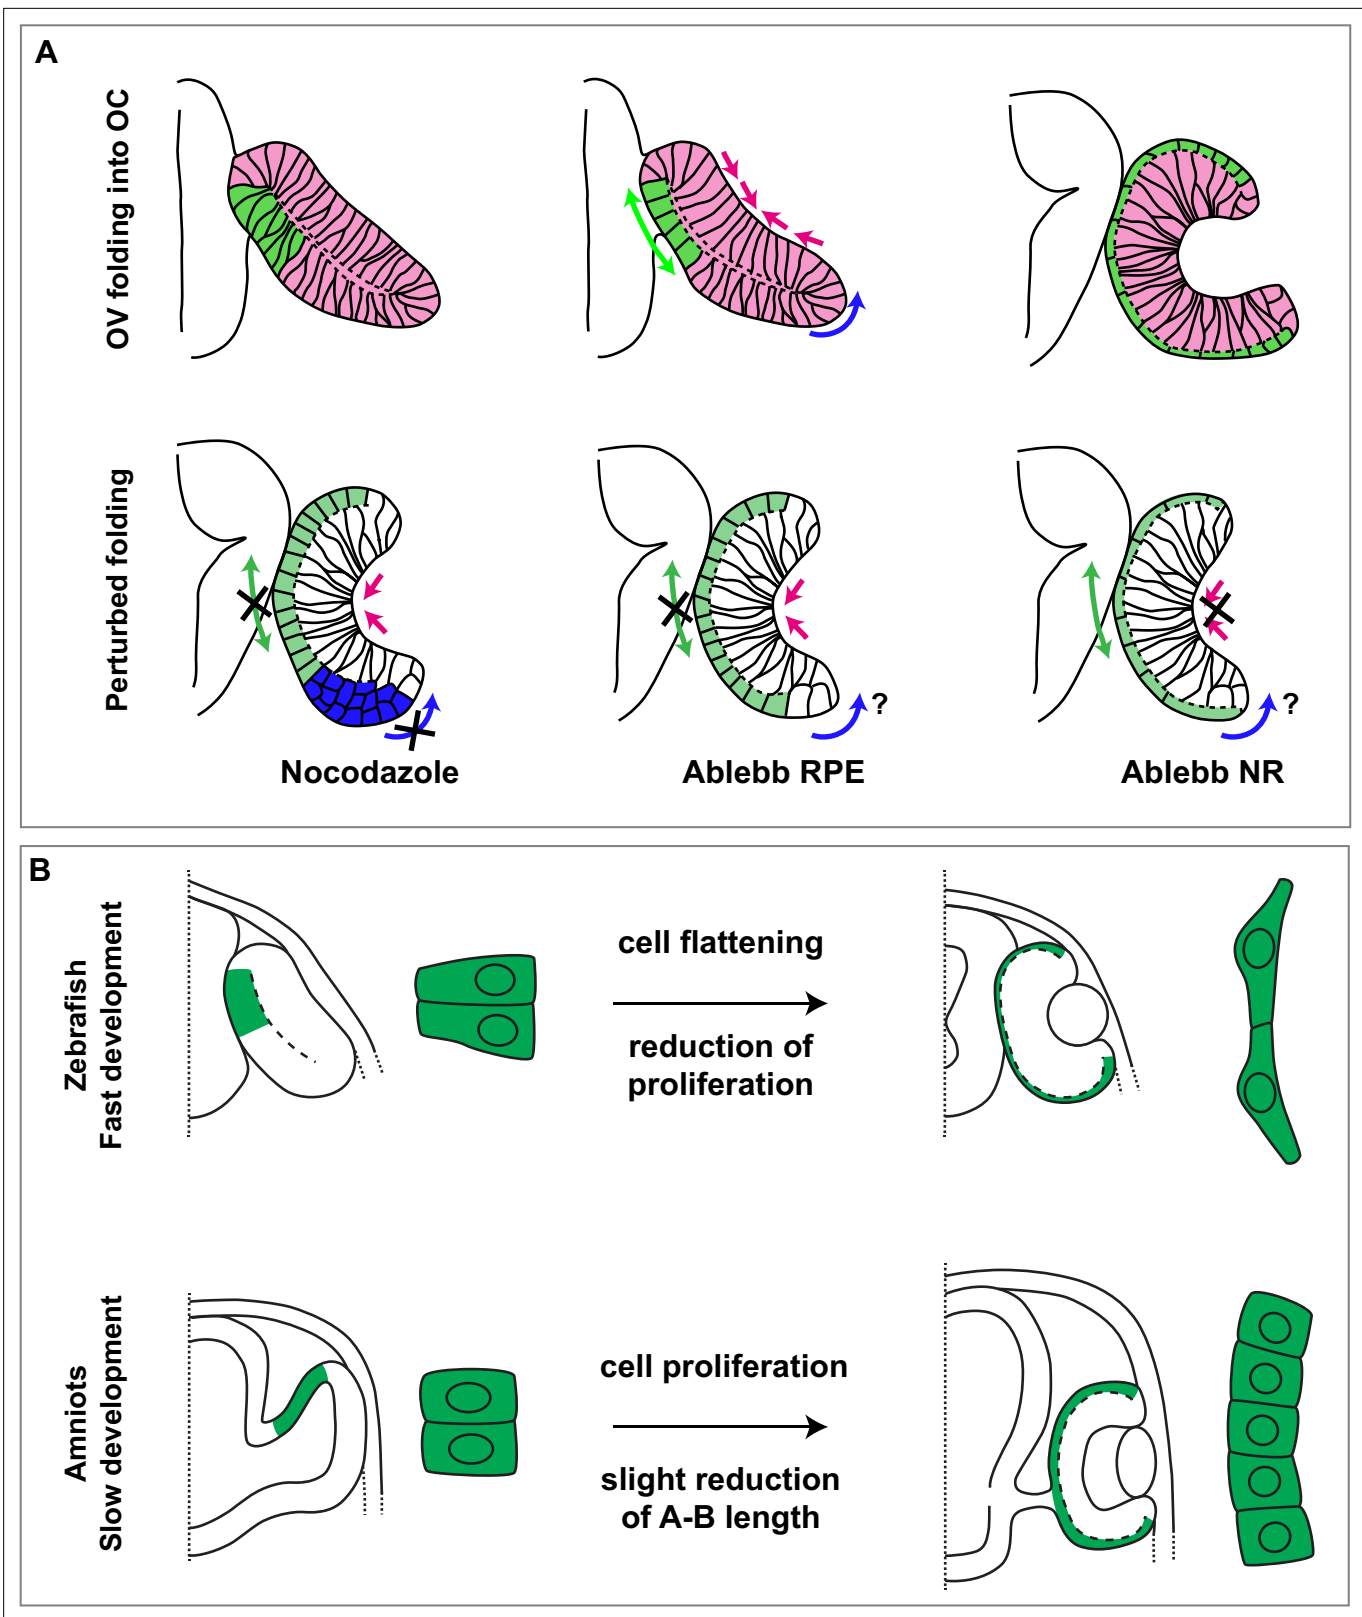 A
OV folding into OC
Perturbed folding
?
?
Nocodazole
Ablebb RPE
Ablebb NR
B
Zebrafish
Fast development
cell flattening
reduction of
proliferation
Amniots
Slow development
cell proliferation
slight reduction
of A-B length